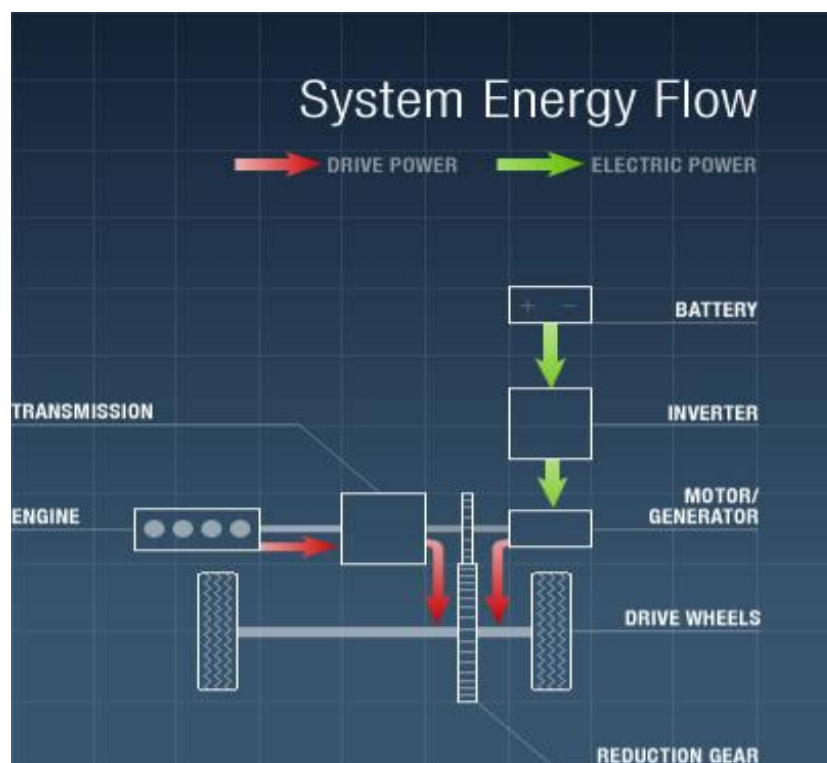 System Energy Flow
DRIVE POWER
ELECTRIC POWER
+ −
BATTERY
TRANSMISSION
INVERTER
ENGINE
MOTOR/
GENERATOR
DRIVE WHEELS
REDUCTION GEAR